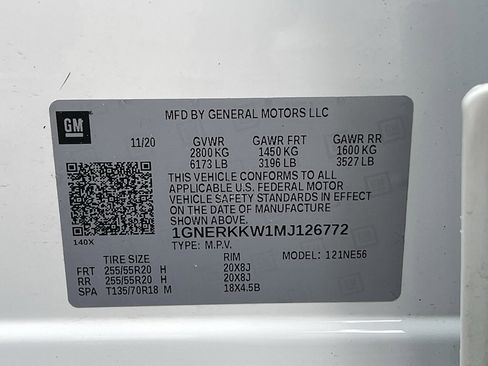 GM
MFD BY GENERAL MOTORS LLC
11/20 GVWR GAWR FRT GAWR RR
2800 KG 1450 KG 1600 KG
6173 LB 3196 LB 3527 LB
THIS VEHICLE CONFORMS TO ALL
APPLICABLE U.S. FEDERAL MOTOR
VEHICLE SAFETY STANDARDS IN EFFECT
ON THE DATE OF MANUFACTURE
SHOWN ABOVE.
1GNERKKW1MJ126772
140X
TYPE: M.P.V. MODEL: 121NE56
TIRE SIZE RIM
FRT 255/55R20 H 20X8J
RR 255/55R20 H 20X8J
SPA T135/70R18 M 18X4.5B